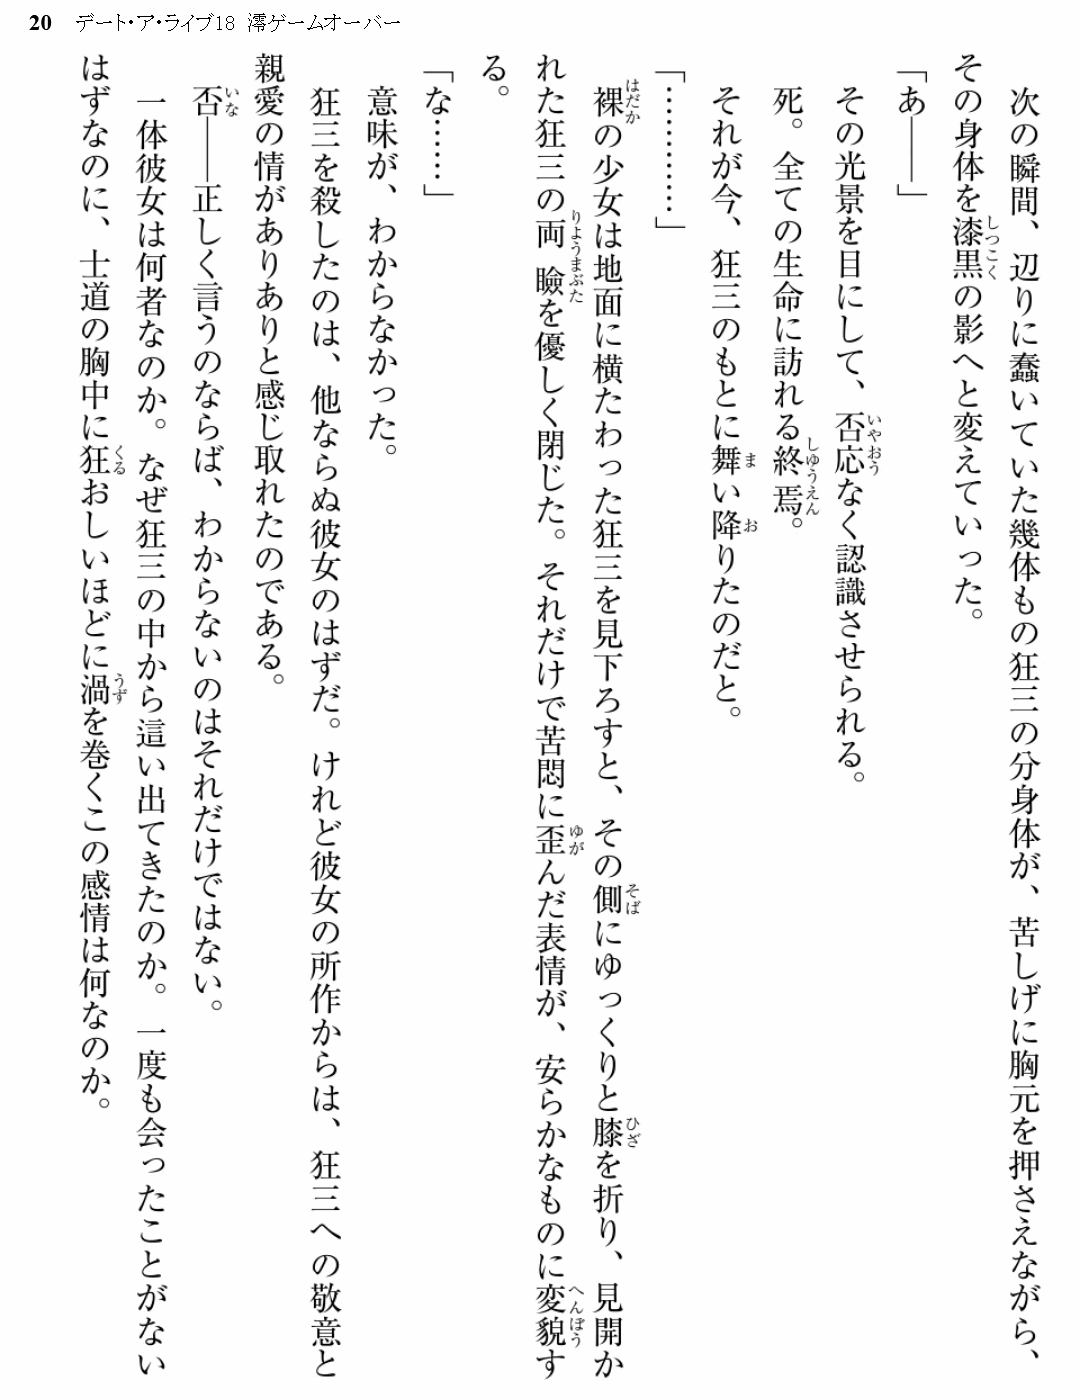 20 デート・ア・ライブ18 澪ゲームオーバー
次の瞬間、辺りに蠢いていた幾体もの狂三の分身体が、苦しげに胸元を押さえながら、
その身体を漆黒の影へと変えていった。
「あ――」
その光景を目にして、否応なく認識させられる。
死。全ての生命に訪れる終焉。
それが今、狂三のもとに舞い降りたのだと。
「…………」
裸の少女は地面に横たわった狂三を見下ろすと、その側にゆっくりと膝を折り、見開か
れた狂三の両瞼を優しく閉じた。それだけで苦悶に歪んだ表情が、安らかなものに変貌す
る。
「な……」
意味が、わからなかった。
狂三を殺したのは、他ならぬ彼女のはずだ。けれど彼女の所作からは、狂三への敬意と
親愛の情がありありと感じ取れたのである。
否――正しく言うのならば、わからないのはそれだけではない。
一体彼女は何者なのか。なぜ狂三の中から這い出てきたのか。一度も会ったことがない
はずなのに、士道の胸中に狂おしいほどに渦を巻くこの感情は何なのか。